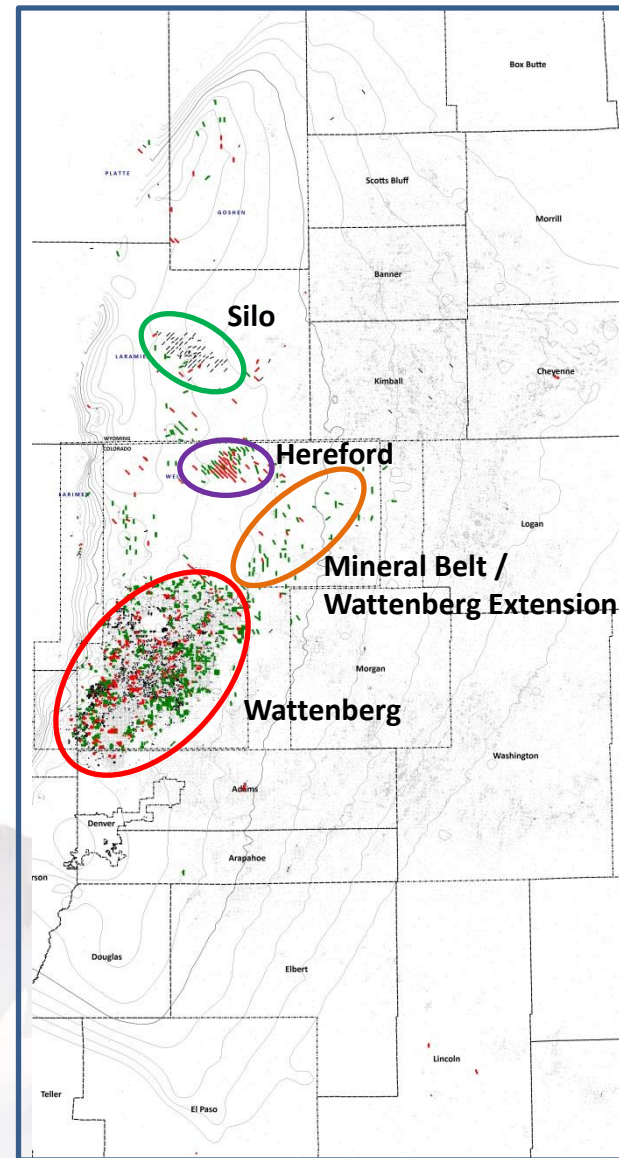 Box Butte
PLATTE
Scotts Bluff
GOSHEN
Morrill
Banner
Silo
LARAMIE
Kimball
Cheyenne
WYOMING
COLORADO
Hereford
Logan
Mineral Belt /
Wattenberg Extension
Morgan
Wattenberg
Washington
Adams
Denver
Arapahoe
Douglas
Elbert
Lincoln
Teller
El Paso